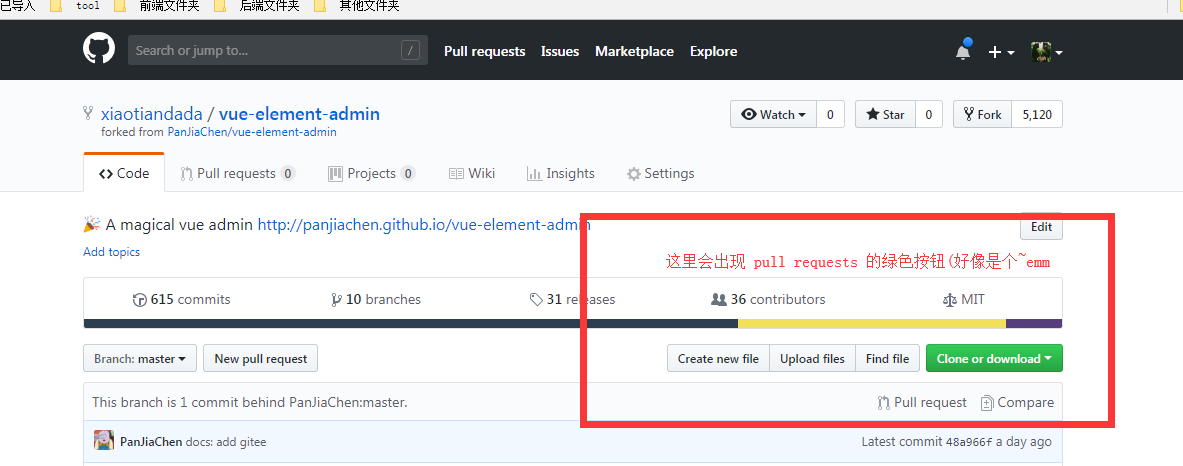 已导入 tool 前端文件夹 后端文件夹 其他文件夹
Search or jump to... / Pull requests Issues Marketplace Explore
xiaotiandada / vue-element-admin Watch 0 Star 0 Fork 5,120
forked from PanJiaChen/vue-element-admin
Code Pull requests 0 Projects 0 Wiki Insights Settings
A magical vue admin http://panjiachen.github.io/vue-element-admin Edit
Add topics
这里会出现 pull requests 的绿色按钮(好像是个~emm
615 commits 10 branches 31 releases 36 contributors MIT
Branch: master New pull request Create new file Upload files Find file Clone or download
This branch is 1 commit behind PanJiaChen:master. Pull request Compare
PanJiaChen docs: add gitee Latest commit 48a966f a day ago